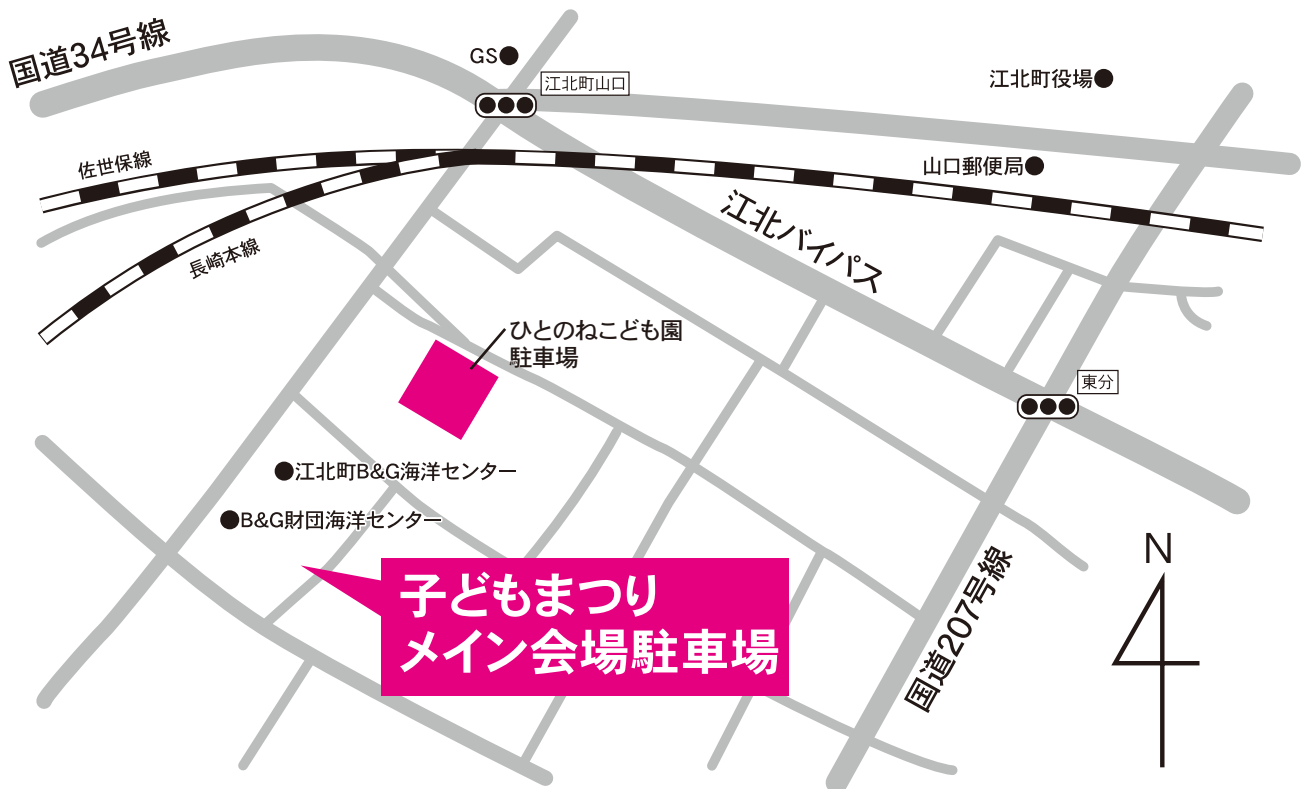 国道34号線
GS
江北町山口
江北町役場
佐世保線
山口郵便局
長崎本線
江北バイパス
ひとのねこども園
駐車場
東分
江北町B&G海洋センター
B&G財団海洋センター
子どもまつり
メイン会場駐車場
国道207号線
N